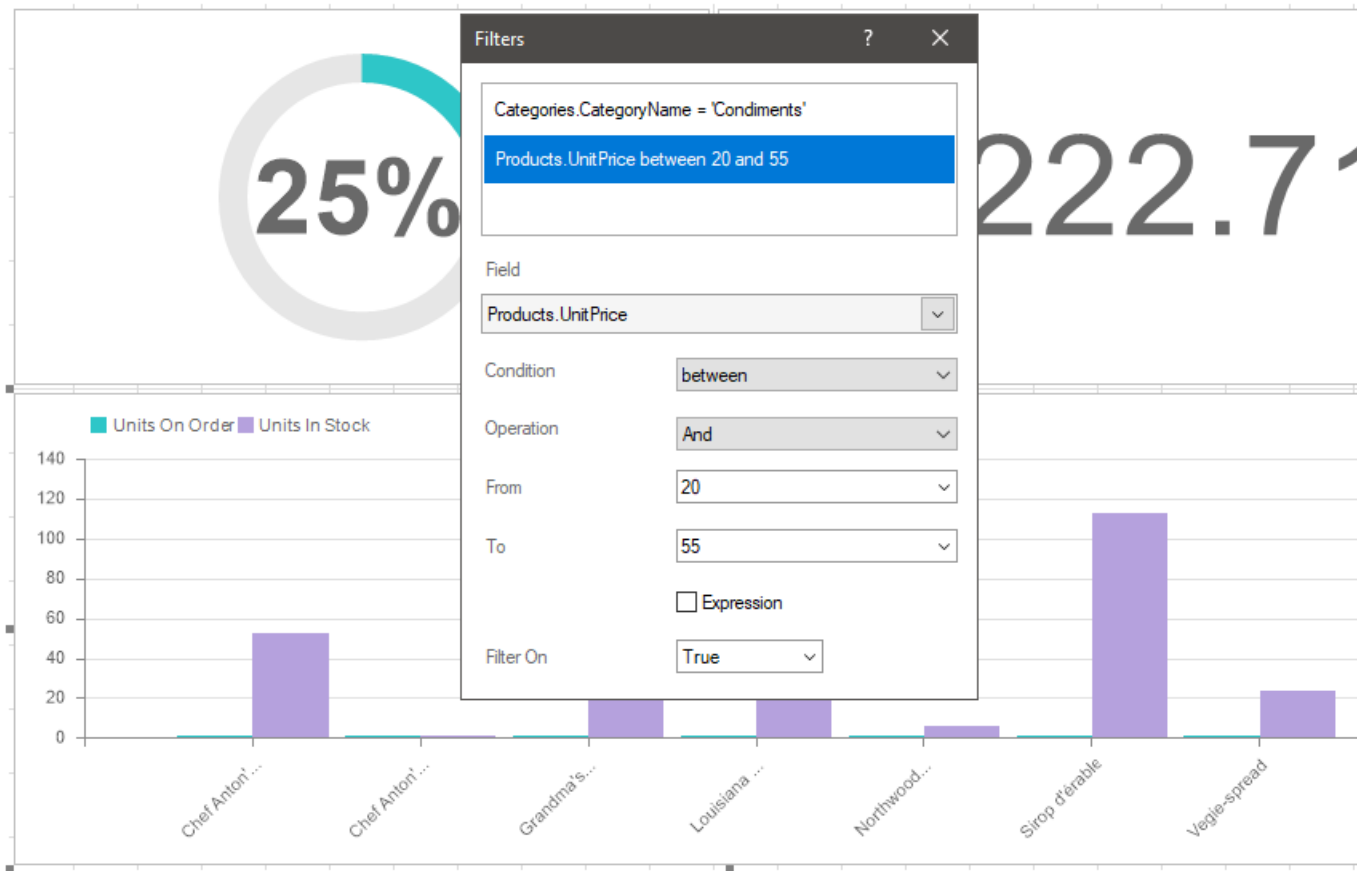 Filters ?
Categories.CategoryName = 'Condiments'
Products.UnitPrice between 20 and 55
25%
222.71
Field
Products.UnitPrice
Condition between
Operation And
From 20
To 55
Expression
Filter On True
Units On Order Units In Stock
140
120
100
80
60
40
20
0
Chef Anton'...
Chef Anton'...
Grandma's...
Louisiana ...
Northwood...
Sirop d'érable
Vegie-spread